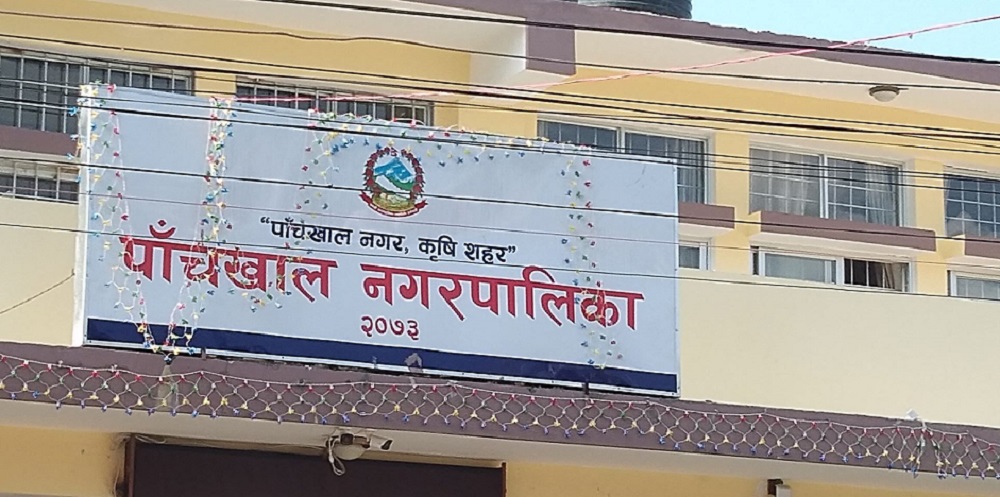 “पाँचखाल नगर, कृषि शहर”
पाँचखाल नगरपालिका
२०७३